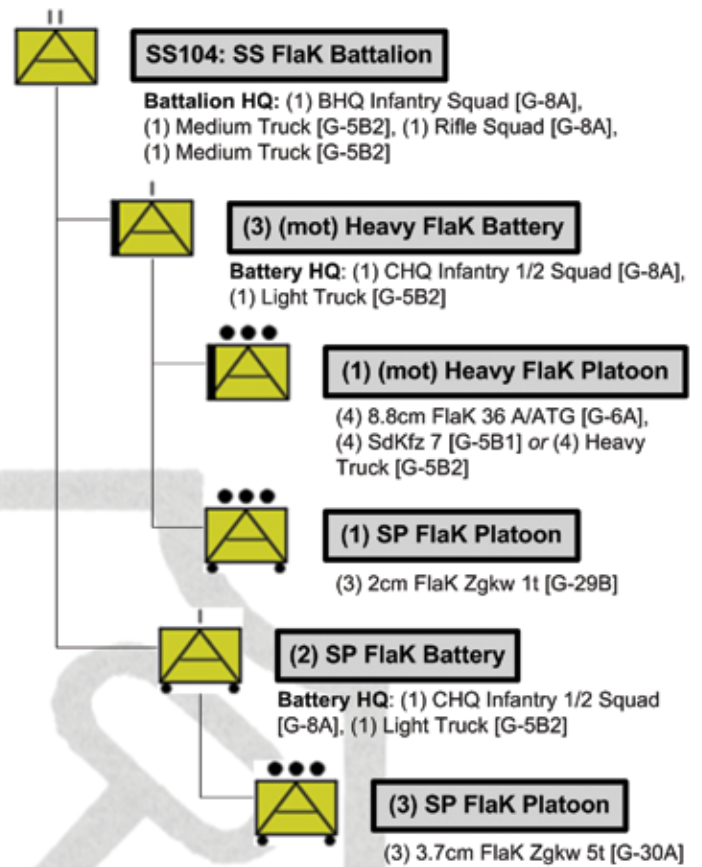 SS104: SS FlaK Battalion
Battalion HQ: (1) BHQ Infantry Squad [G-8A],
(1) Medium Truck [G-5B2], (1) Rifle Squad [G-8A],
(1) Medium Truck [G-5B2]
(3) (mot) Heavy FlaK Battery
Battery HQ: (1) CHQ Infantry 1/2 Squad [G-8A],
(1) Light Truck [G-5B2]
(1) (mot) Heavy FlaK Platoon
(4) 8.8cm FlaK 36 A/ATG [G-6A],
(4) SdKfz 7 [G-5B1] or (4) Heavy
Truck [G-5B2]
(1) SP FlaK Platoon
(3) 2cm FlaK Zgkw 1t [G-29B]
(2) SP FlaK Battery
Battery HQ: (1) CHQ Infantry 1/2 Squad
[G-8A], (1) Light Truck [G-5B2]
(3) SP FlaK Platoon
(3) 3.7cm FlaK Zgkw 5t [G-30A]